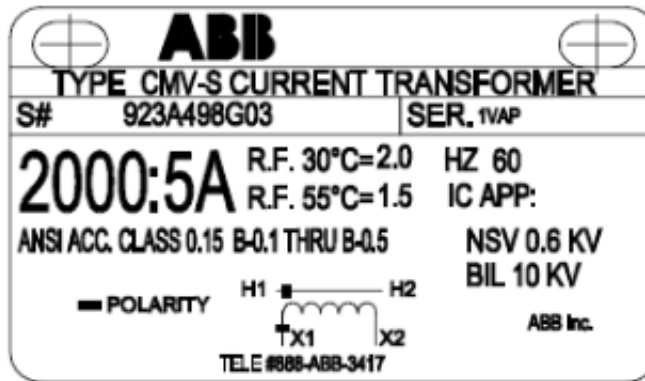 ABB
TYPE CMV-S CURRENT TRANSFORMER
S# 923A498G03 SER. 1VAP
2000:5A R.F. 30°C=2.0 HZ 60
R.F. 55°C=1.5 IC APP:
ANSI ACC. CLASS 0.15 B-0.1 THRU B-0.5 NSV 0.6 KV
BIL 10 KV
POLARITY H1 H2
X1 X2
ABB Inc.
TELE #888-ABB-3417